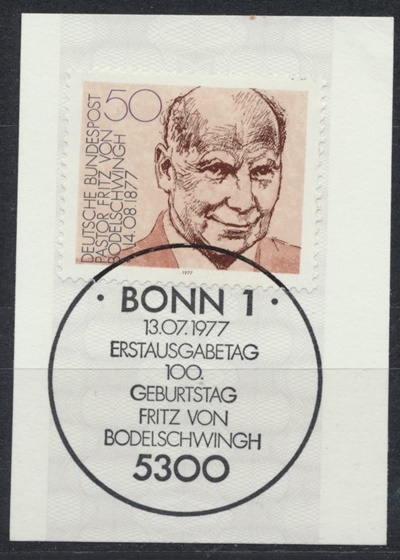 50
DEUTSCHE BUNDESPOST
PASTOR FRITZ VON
BODELSCHWINGH
14.08.1877
1977
• BONN 1 •
13.07.1977
ERSTAUSGABETAG
100.
GEBURTSTAG
FRITZ VON
BODELSCHWINGH
5300